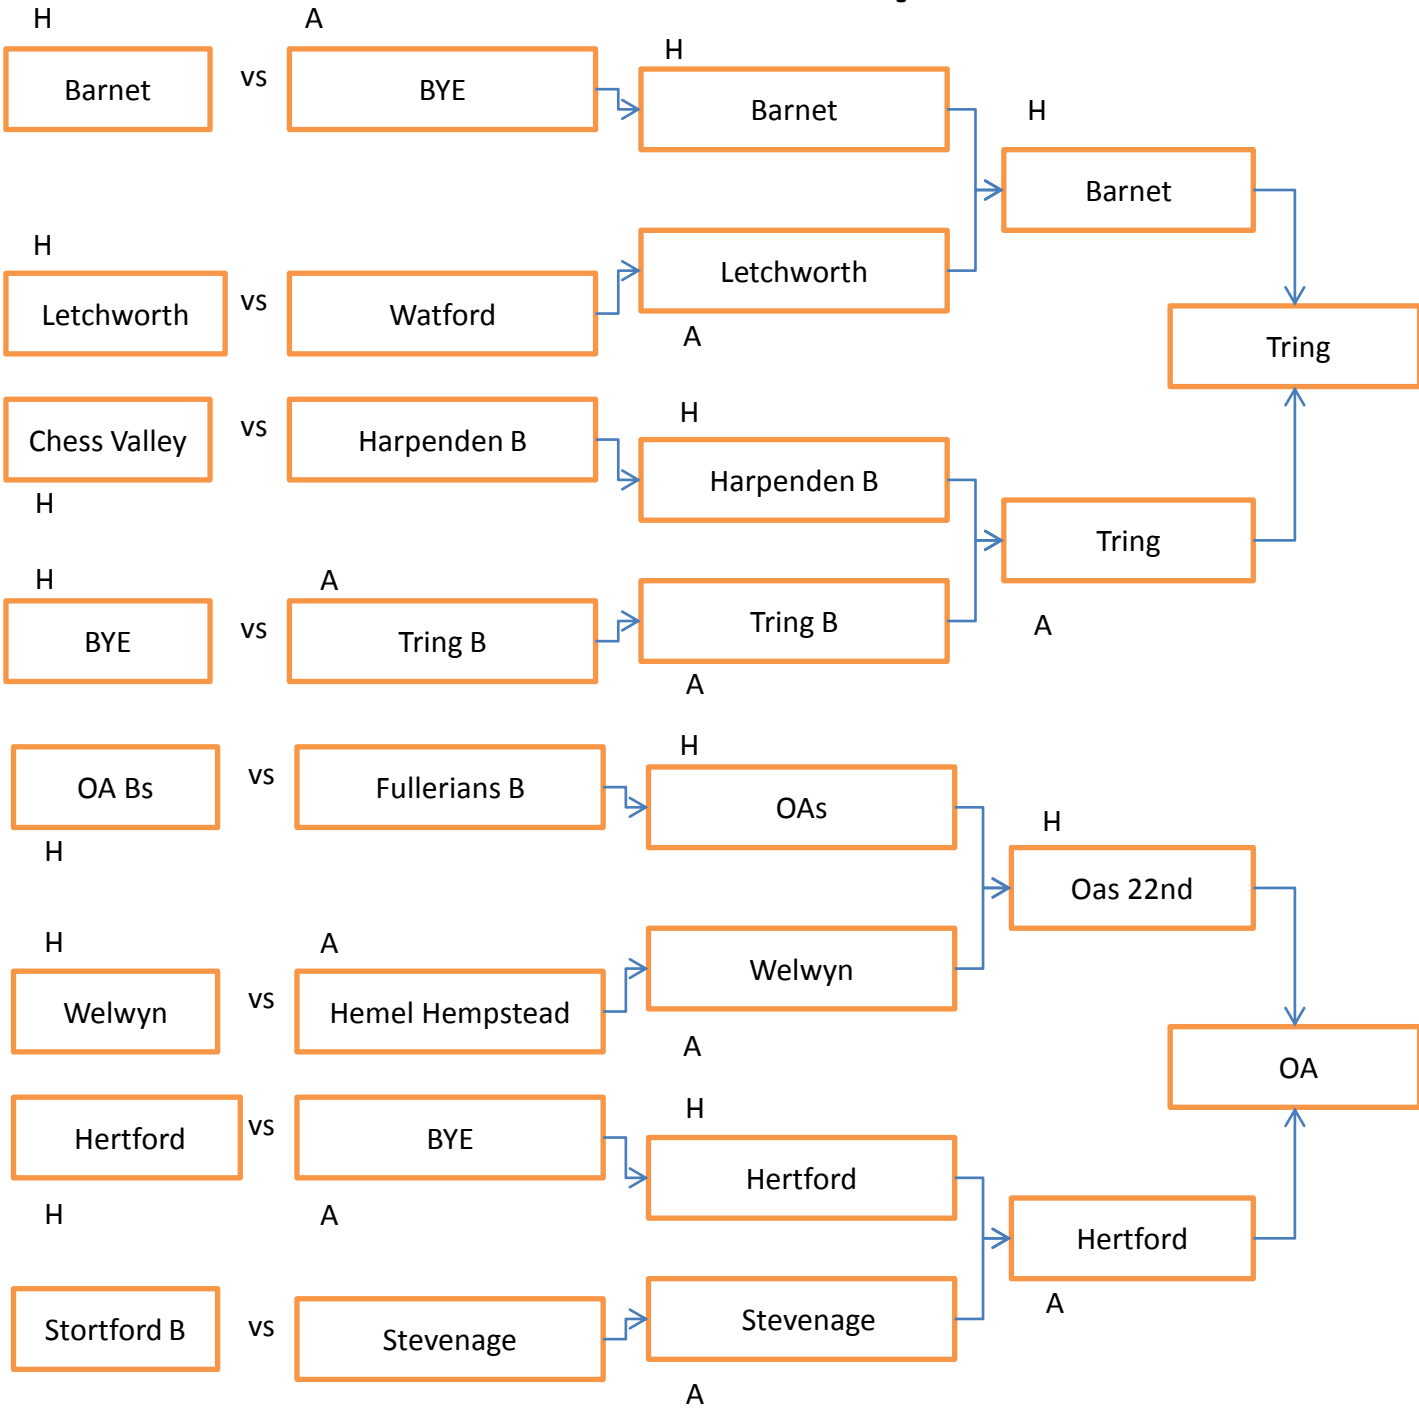 H A
Barnet vs BYE
H
Barnet
H
Barnet
H
Letchworth vs Watford
Letchworth
A
Tring
Chess Valley vs Harpenden B
H
H
Harpenden B
Tring
A
H A
BYE vs Tring B
Tring B
A
OA Bs vs Fullerians B
H
H
OAs
H
Oas 22nd
H A
Welwyn vs Hemel Hempstead
Welwyn
A
OA
Hertford vs BYE
H A
H
Hertford
Hertford
A
Stortford B vs Stevenage
Stevenage
A